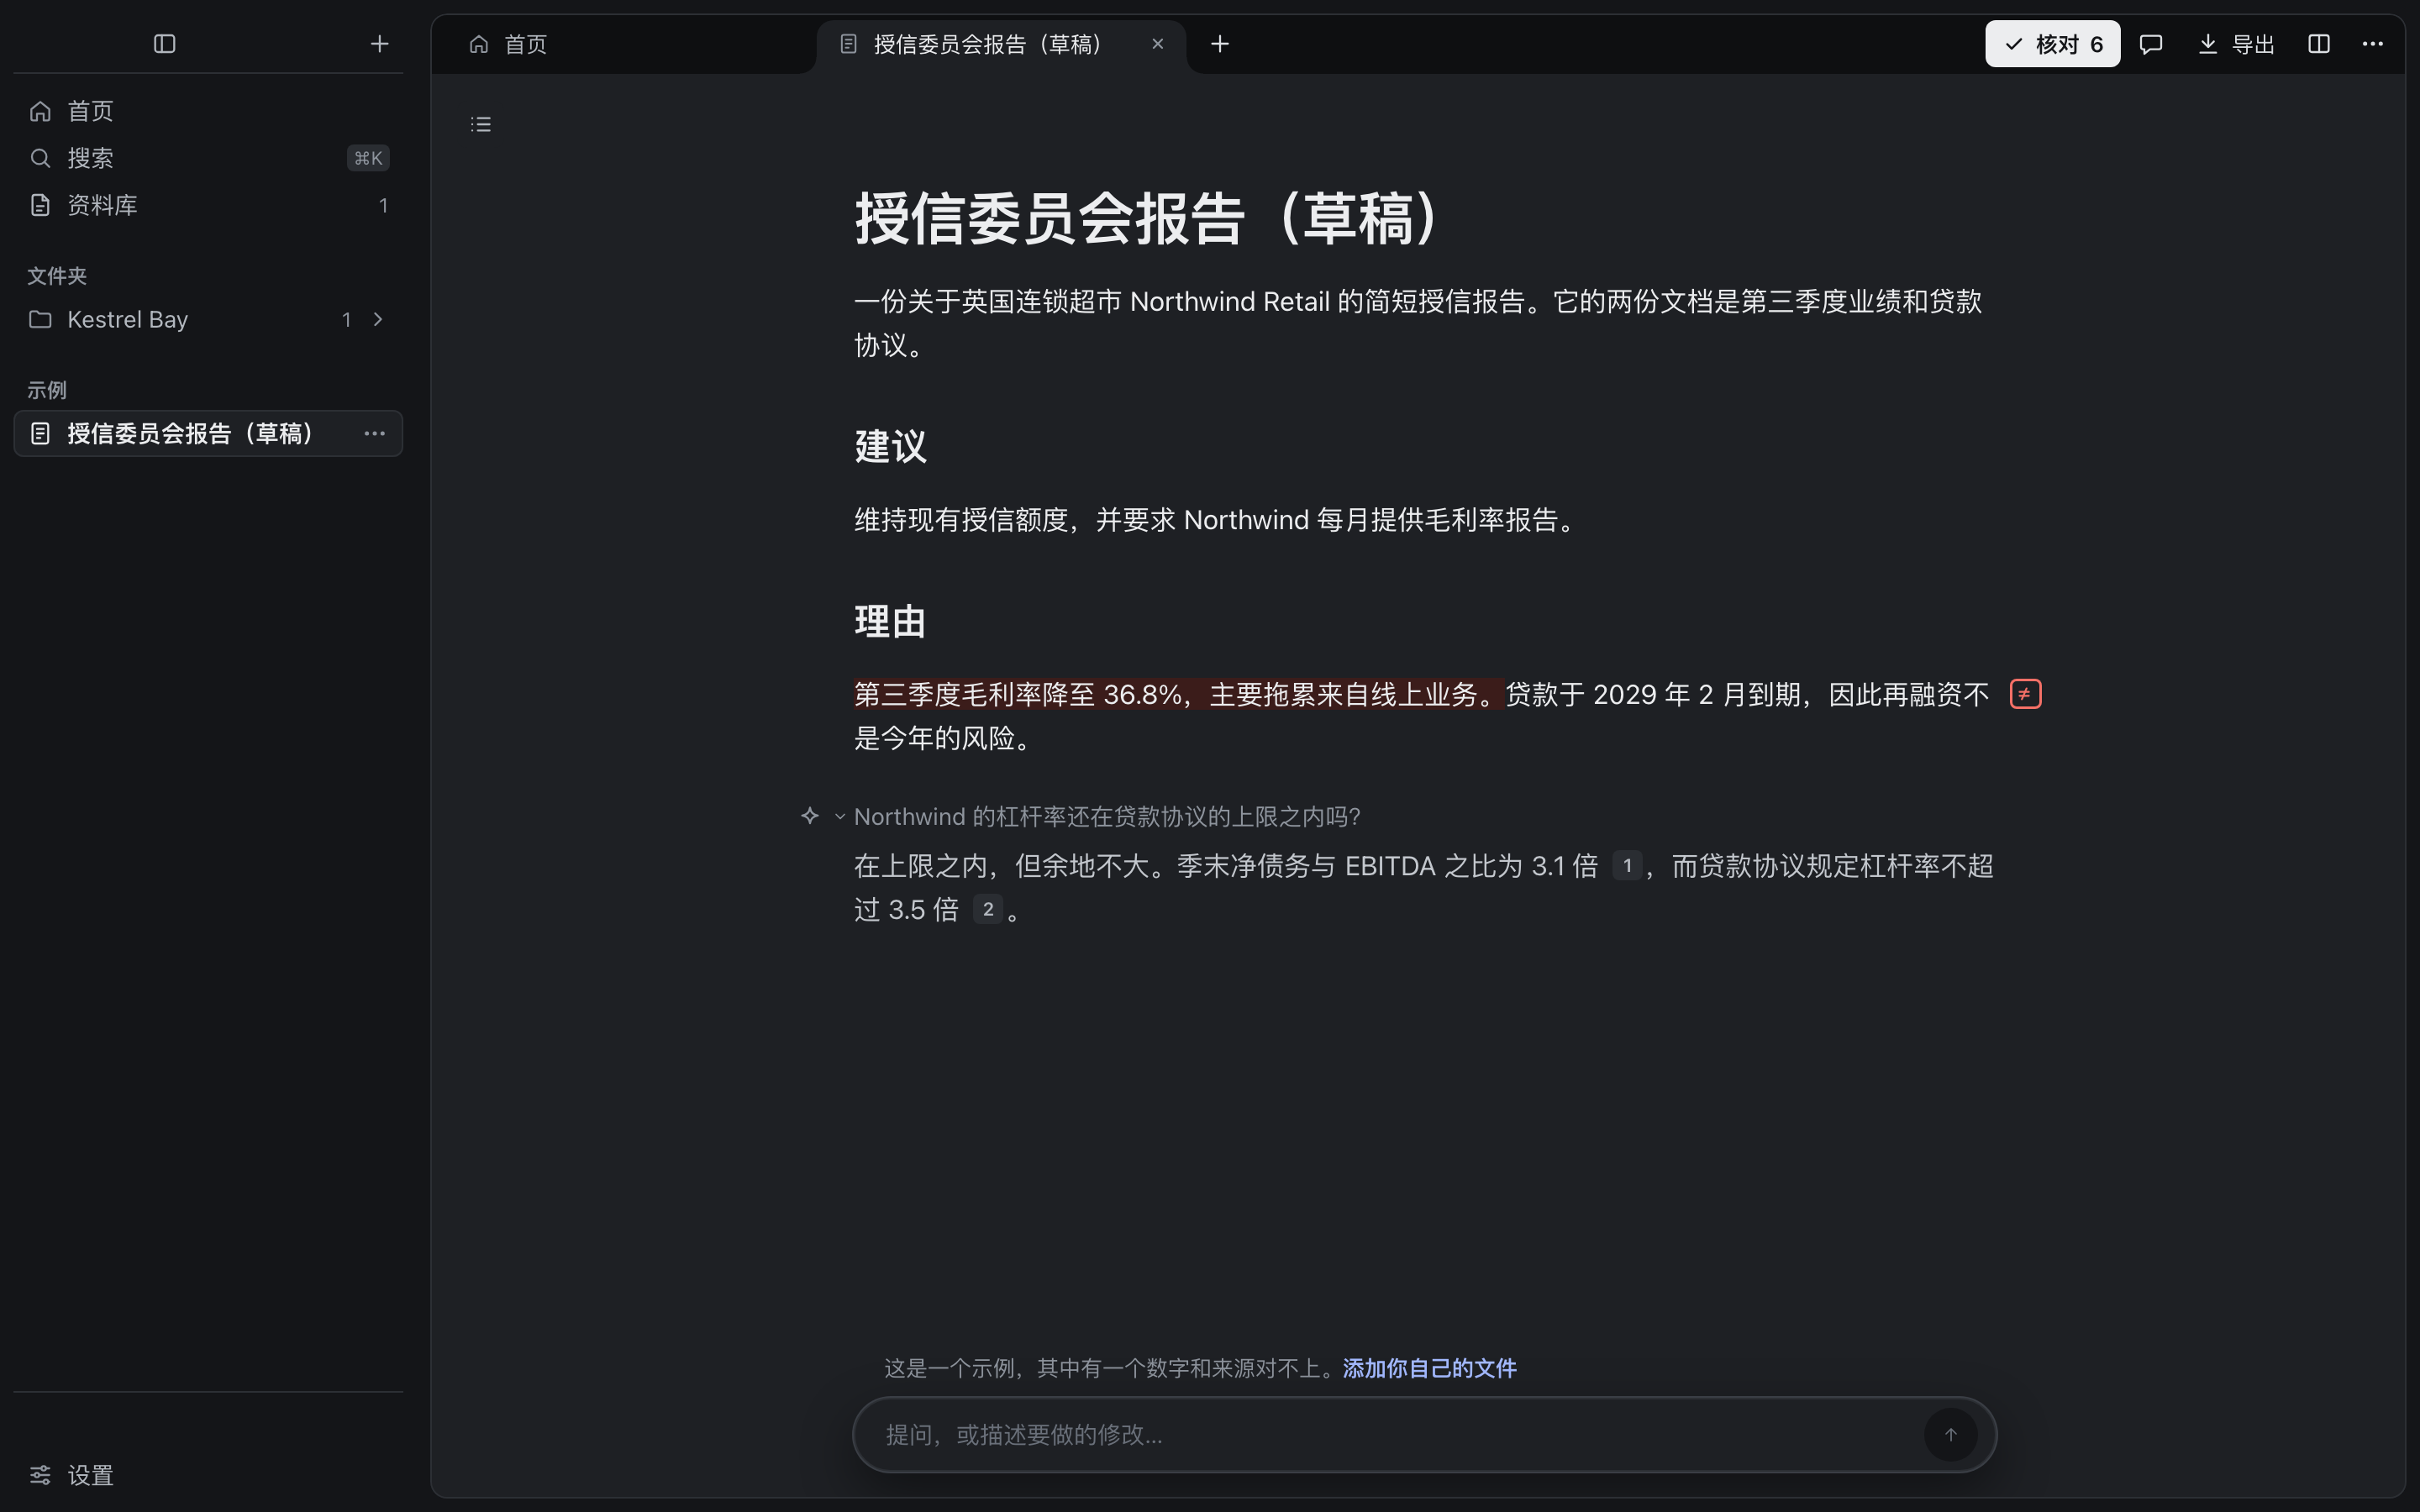 首页
搜索
⌘K
资料库
1
文件夹
Kestrel Bay
1
示例
授信委员会报告（草稿）
设置
首页
授信委员会报告（草稿）
核对 6
导出
授信委员会报告（草稿）
一份关于英国连锁超市 Northwind Retail 的简短授信报告。它的两份文档是第三季度业绩和贷款
协议。
建议
维持现有授信额度，并要求 Northwind 每月提供毛利率报告。
理由
第三季度毛利率降至 36.8%，主要拖累来自线上业务。贷款于 2029 年 2 月到期，因此再融资不 ≠
是今年的风险。
Northwind 的杠杆率还在贷款协议的上限之内吗？
在上限之内，但余地不大。季末净债务与 EBITDA 之比为 3.1 倍 1，而贷款协议规定杠杆率不超
过 3.5 倍 2。
这是一个示例，其中有一个数字和来源对不上。添加你自己的文件
提问，或描述要做的修改…